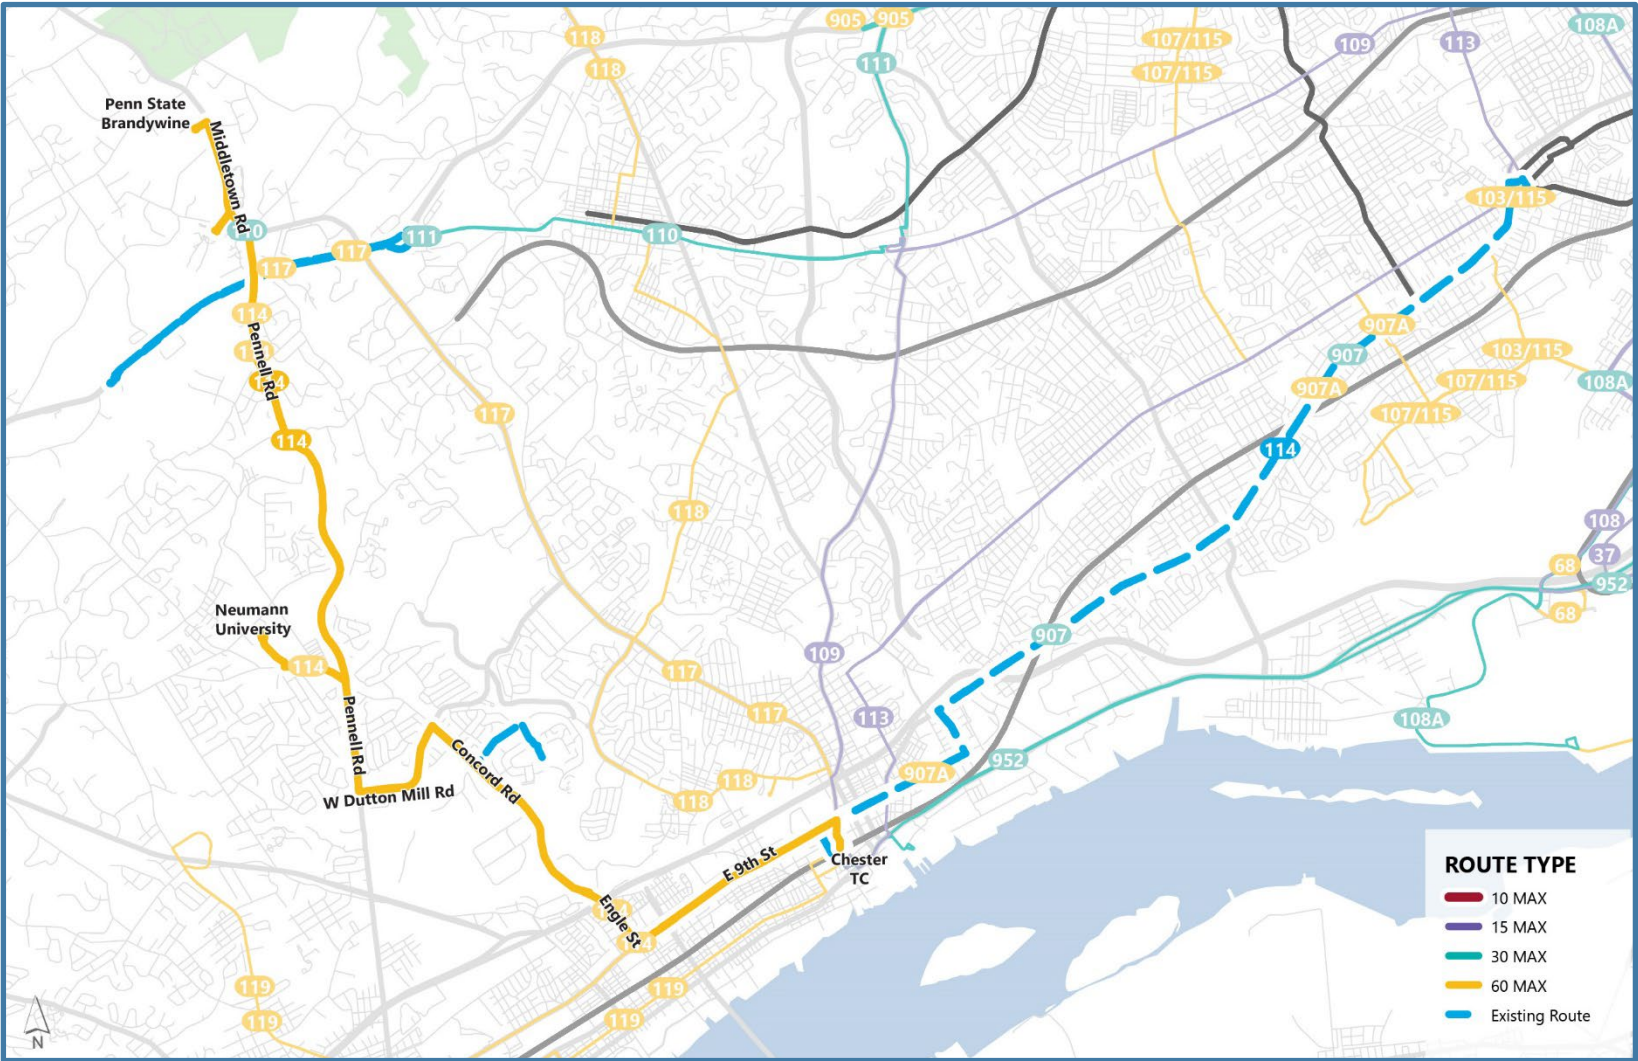 905
905
108A
118
107/115
109
113
111
118
107/115
Penn State
Brandywine
Middletown Rd
103/115
110
111
110
117
117
114
907A
Pennell Rd
907
103/115
114
907A
107/115
108A
117
107/115
114
114
118
108
37
68
952
Neumann
University
68
907
109
114
117
Pennell Rd
117
113
108A
Concord Rd
952
907A
118
W Dutton Mill Rd
118
E 9th St
Chester
TC
ROUTE TYPE
10 MAX
15 MAX
30 MAX
60 MAX
Existing Route
Engle St
119
119
119
119
N